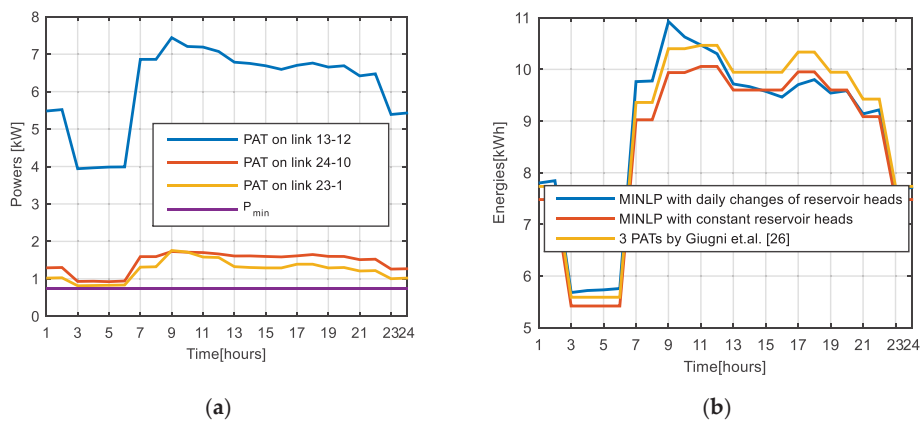 8
7
6
5
4
3
2
1
0
Powers [kW]
PAT on link 13-12
PAT on link 24-10
PAT on link 23-1
P min
1 3 5 7 9 11 13 15 17 19 21 2324
Time[hours]
(a)
11
10
9
8
7
6
5
Energies[kWh]
MINLP with daily changes of reservoir heads
MINLP with constant reservoir heads
3 PATs by Giugni et.al. [26]
1 3 5 7 9 11 13 15 17 19 21 2324
Time[hours]
(b)